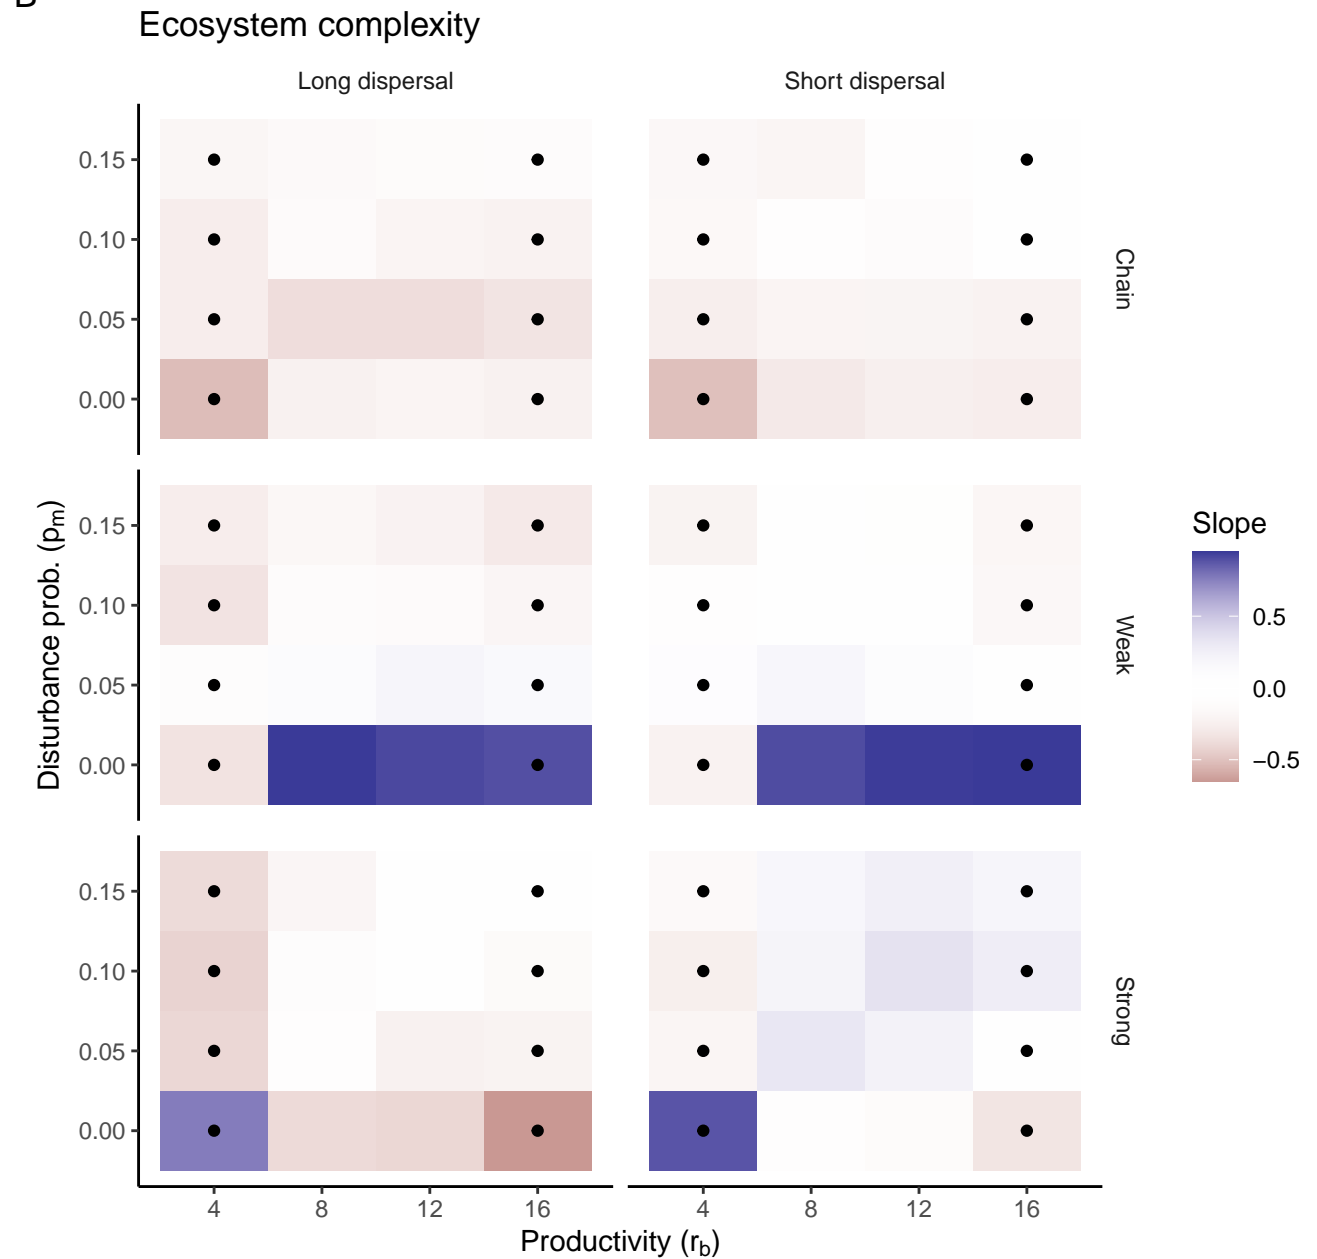 B
Ecosystem complexity
Long dispersal
Short dispersal
0.15
0.10
0.05
0.00
Chain
0.15
0.10
0.05
0.00
Weak
0.15
0.10
0.05
0.00
Strong
Disturbance prob. (pm)
4 8 12 16
4 8 12 16
Productivity (rb)
Slope
0.5
0.0
−0.5